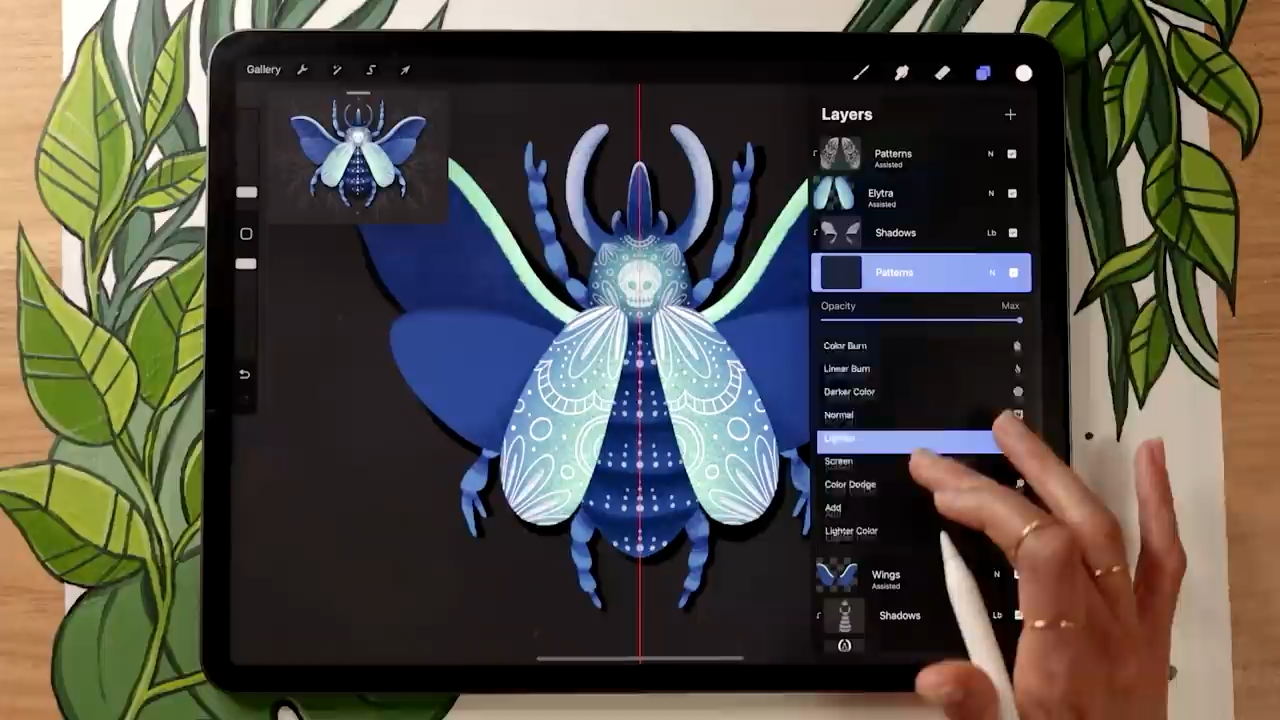 Gallery
Layers
Patterns
Assisted
N
Elytra
Assisted
N
Shadows
Lb
Patterns
N
Opacity
Max
Color Burn
Linear Burn
Darker Color
Normal
Lighten
Screen
Color Dodge
Add
Lighter Color
Wings
Assisted
N
Shadows
Lb